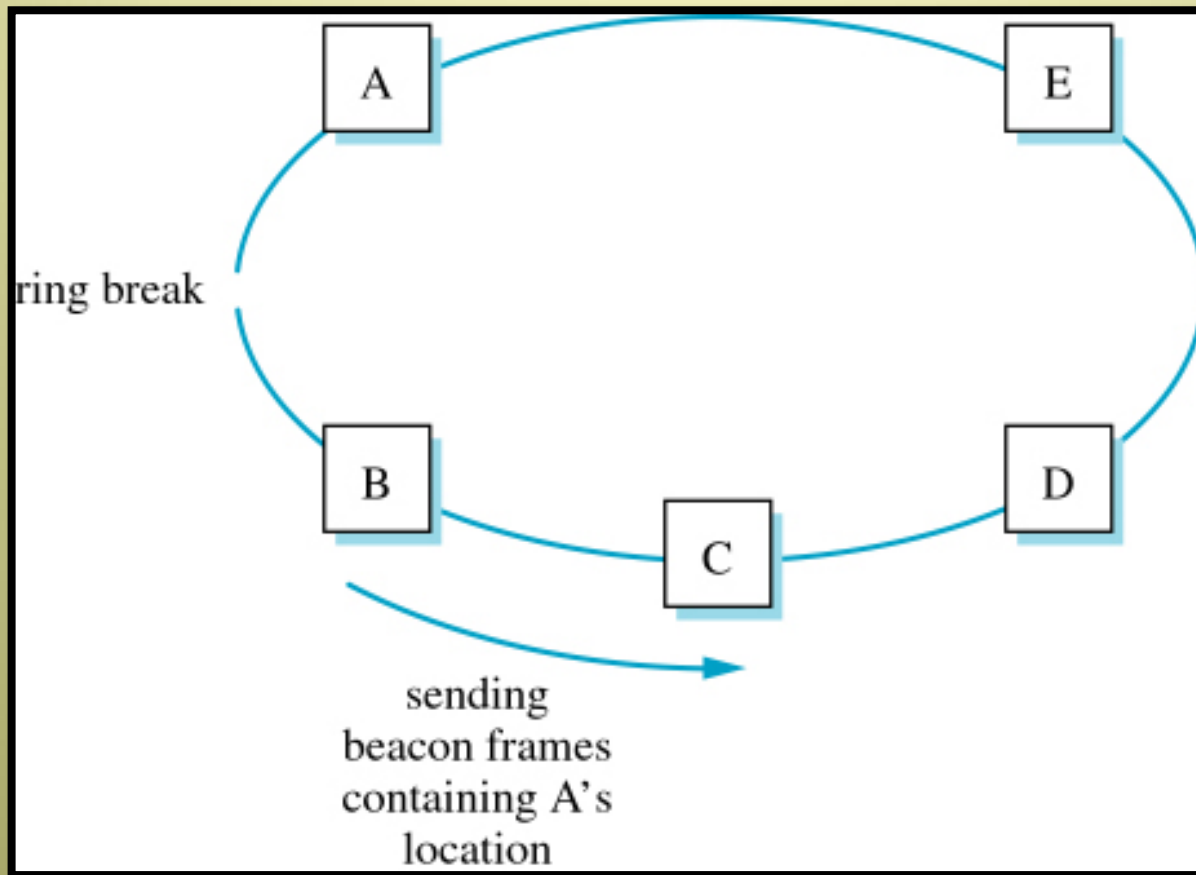 A
E
ring break
B
D
C
sending
beacon frames
containing A's
location